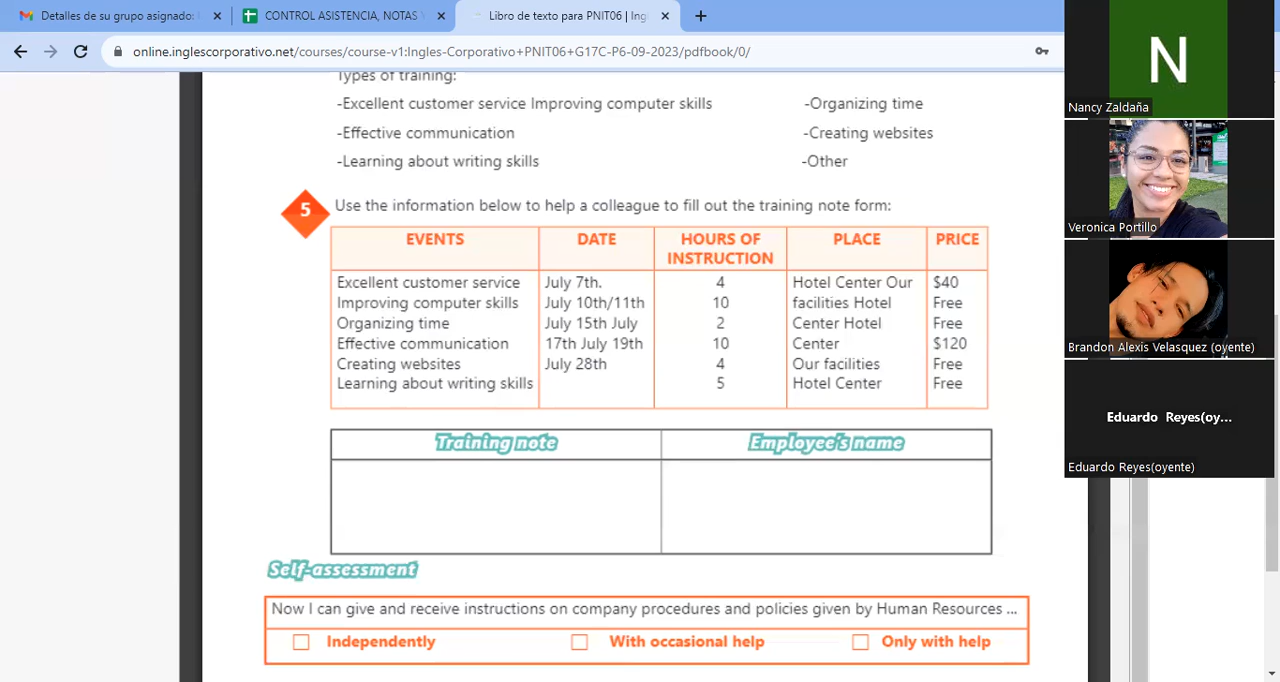 Detalles de su grupo asignado:
CONTROL ASISTENCIA, NOTAS Y
Libro de texto para PNIT06 | Ing
online.inglescorporativo.net/courses/course-v1:Ingles-Corporativo+PNIT06+G17C-P6-09-2023/pdfbook/0/
Types of training:
-Excellent customer service Improving computer skills
-Organizing time
-Effective communication
-Creating websites
-Learning about writing skills
-Other
5
Use the information below to help a colleague to fill out the training note form:
EVENTS DATE HOURS OF INSTRUCTION PLACE PRICE
Excellent customer service July 7th. 4 Hotel Center Our $40
Improving computer skills July 10th/11th 10 facilities Hotel Free
Organizing time July 15th July 2 Center Hotel Free
Effective communication 17th July 19th 10 Center $120
Creating websites July 28th 4 Our facilities Free
Learning about writing skills 5 Hotel Center Free
Training note Employee's name
Self-assessment
Now I can give and receive instructions on company procedures and policies given by Human Resources ...
Independently With occasional help Only with help
N
Nancy Zaldaña
Veronica Portillo
Brandon Alexis Velasquez (oyente)
Eduardo Reyes(oy...
Eduardo Reyes(oyente)